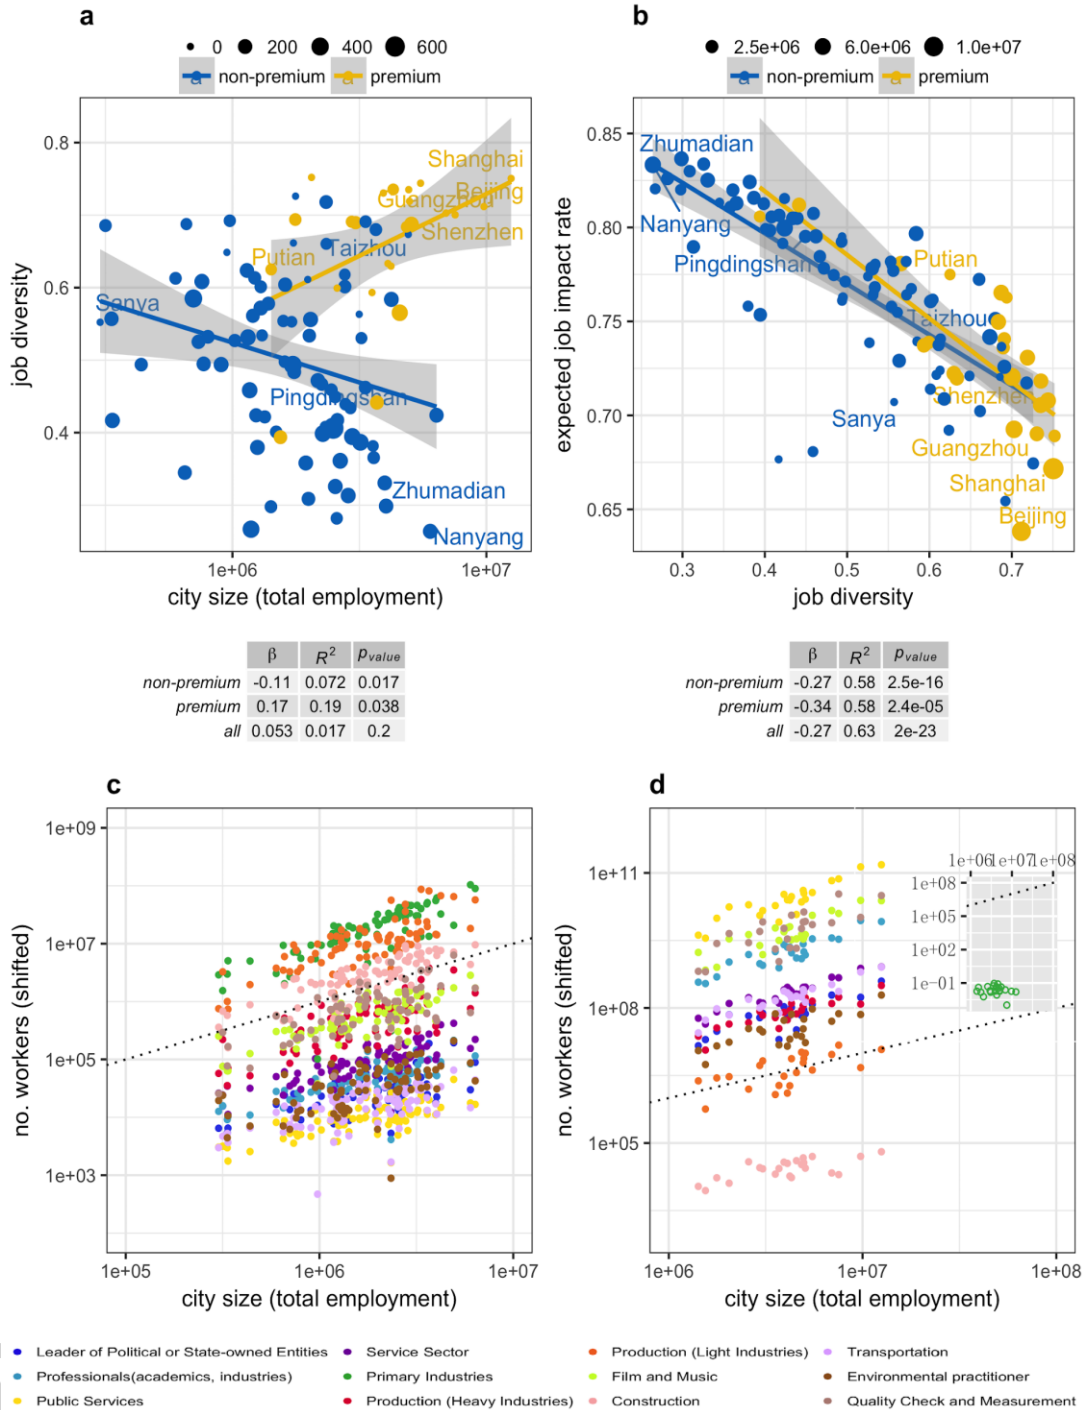 a
0 200 400 600
a non-premium a premium
0.8
0.6
0.4
job diversity
Shanghai
Beijing
Guangzhou
Shenzhen
Taizhou
Putian
Sanya
Pingdingshan
Zhumadian
Nanyang
1e+06 1e+07
city size (total employment)
β R² pvalue
non-premium -0.11 0.072 0.017
premium 0.17 0.19 0.038
all 0.053 0.017 0.2
b
2.5e+06 6.0e+06 1.0e+07
a non-premium a premium
0.85
0.80
0.75
0.70
0.65
expected job impact rate
Zhumadian
Nanyang
Pingdingshan
Putian
Taizhou
Shenzhen
Sanya
Guangzhou
Shanghai
Beijing
0.3 0.4 0.5 0.6 0.7
job diversity
β R² pvalue
non-premium -0.27 0.58 2.5e-16
premium -0.34 0.58 2.4e-05
all -0.27 0.63 2e-23
c
1e+09
1e+07
1e+05
1e+03
no. workers (shifted)
1e+05 1e+06 1e+07
city size (total employment)
d
1e+11
1e+08
1e+05
no. workers (shifted)
1e+06 1e+07 1e+08
1e+08
1e+05
1e+02
1e-01
1e+06 1e+07 1e+08
city size (total employment)
Leader of Political or State-owned Entities Service Sector Production (Light Industries) Transportation
Professionals(academics, industries) Primary Industries Film and Music Environmental practitioner
Public Services Production (Heavy Industries) Construction Quality Check and Measurement